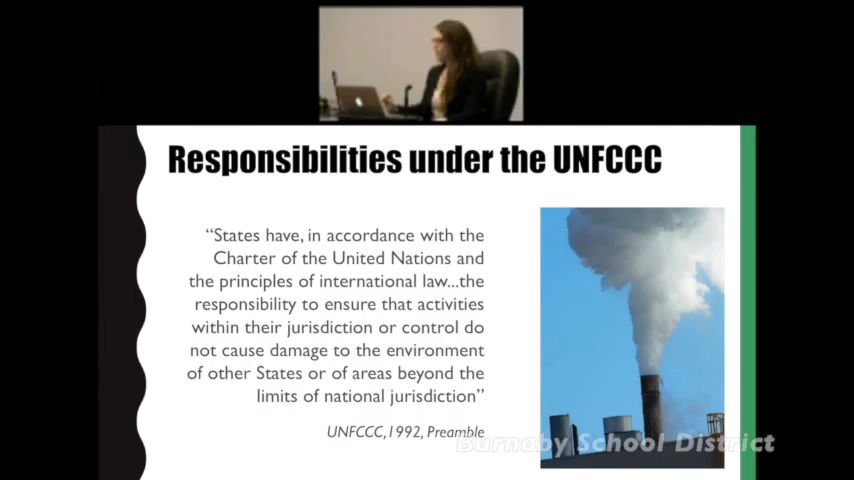 Responsibilities under the UNFCCC
“States have, in accordance with the
Charter of the United Nations and
the principles of international law...the
responsibility to ensure that activities
within their jurisdiction or control do
not cause damage to the environment
of other States or of areas beyond the
limits of national jurisdiction”
UNFCCC, 1992, Preamble
Burnaby School District